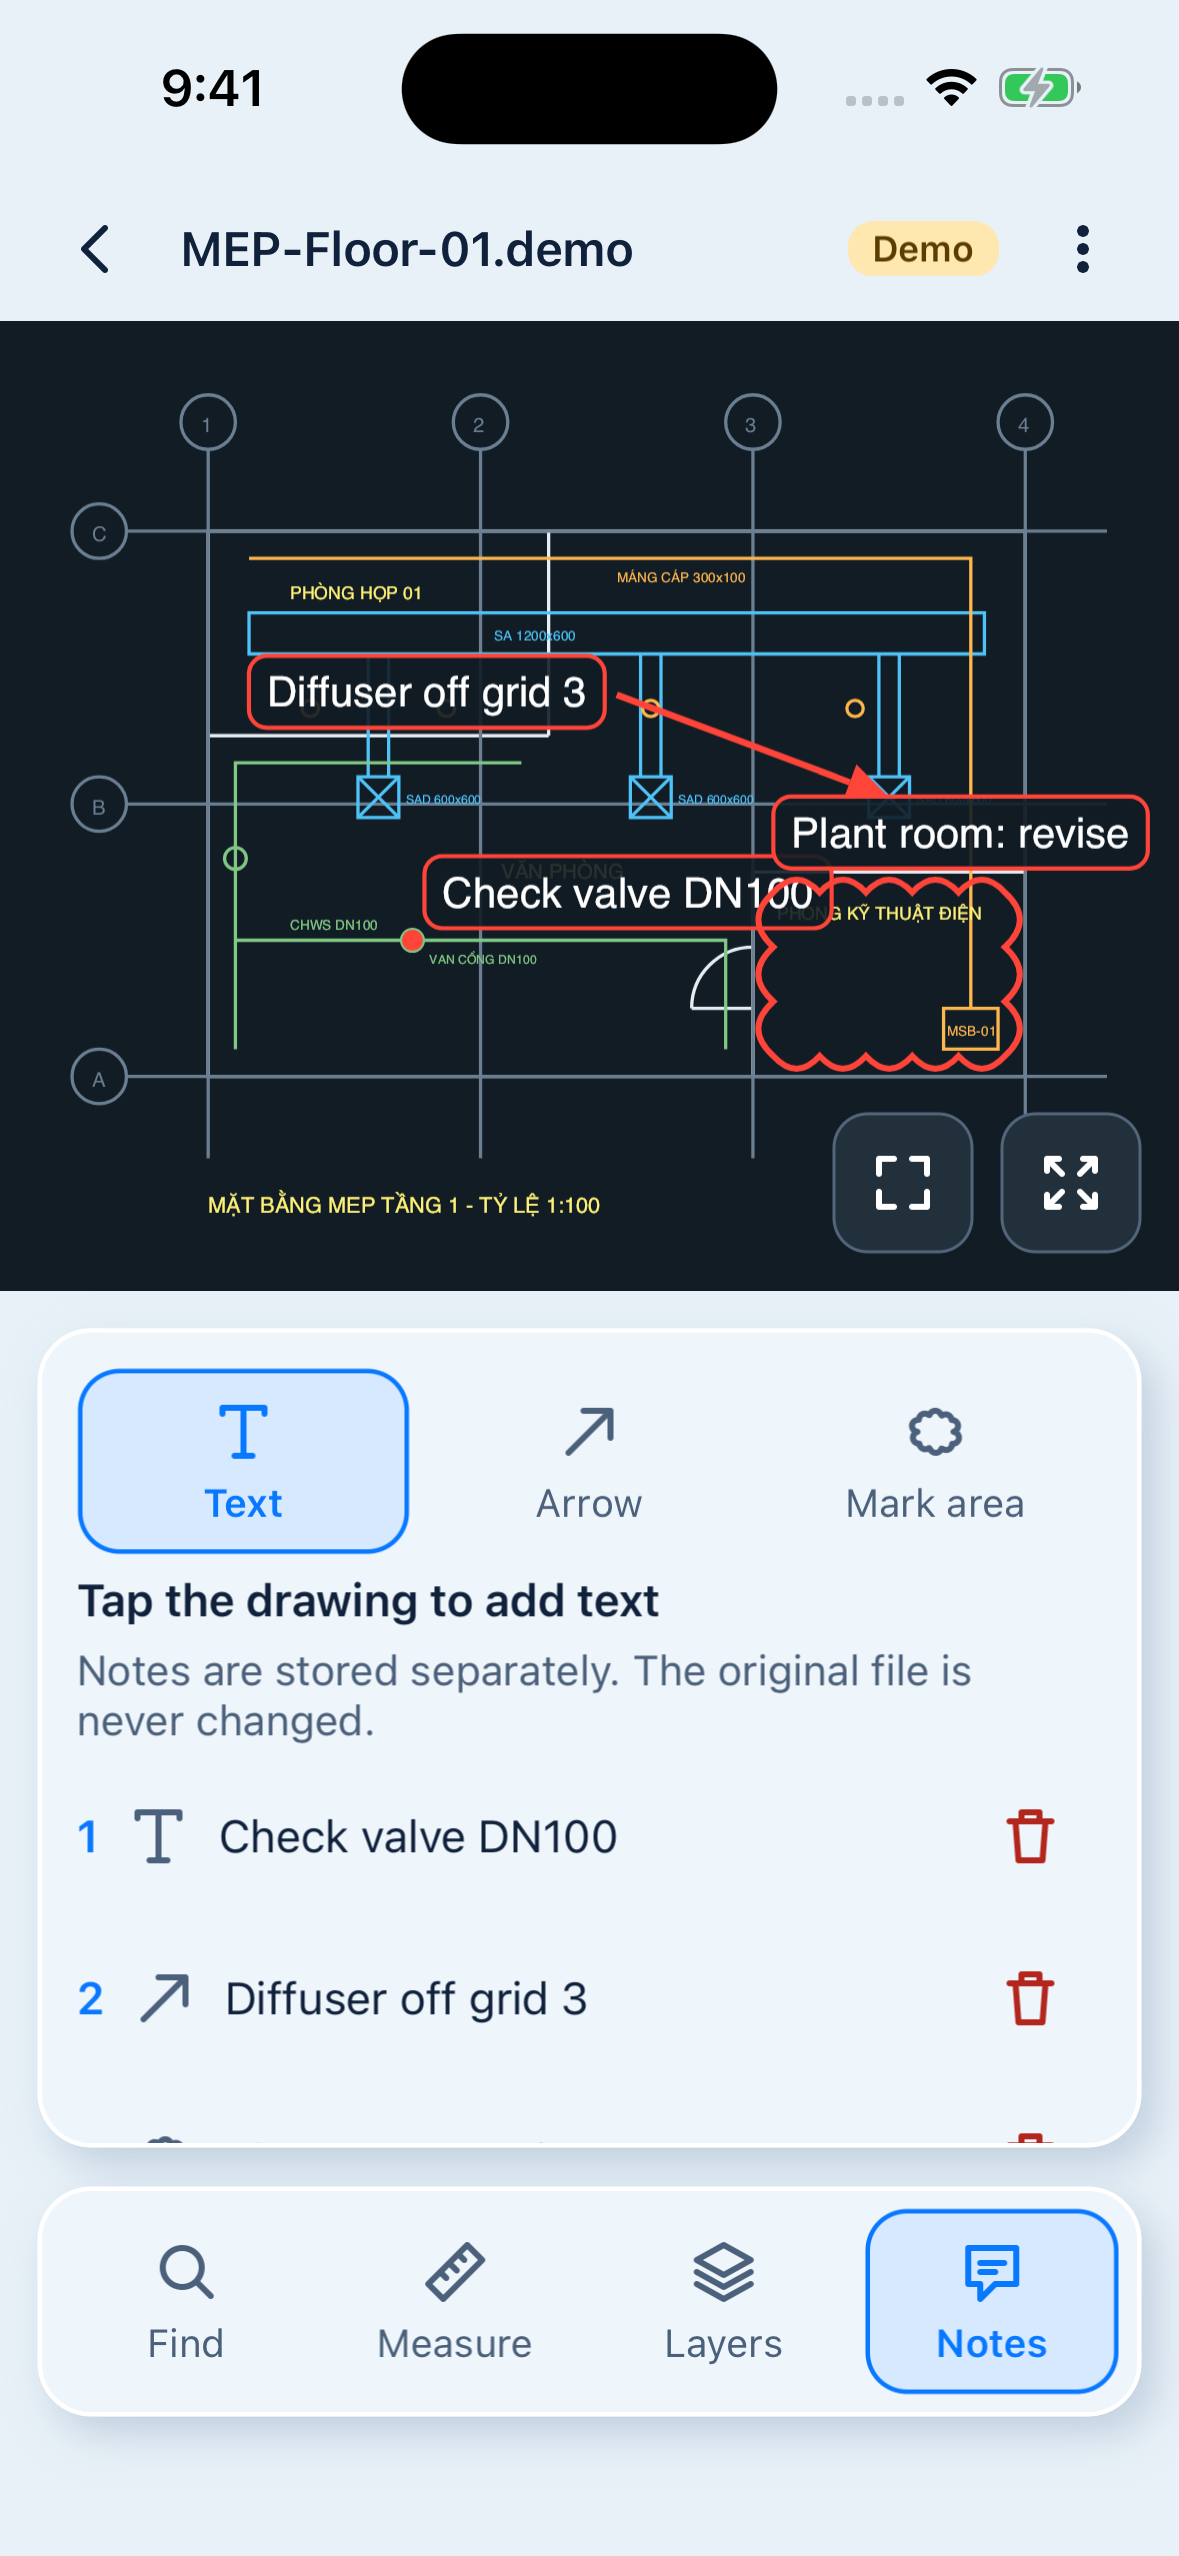 9:41
MEP-Floor-01.demo
Demo
1
2
3
4
C
MÁNG CÁP 300x100
PHÒNG HỌP 01
SA 1200x600
Diffuser off grid 3
B
SAD 600x600
SAD 600x600
Plant room: revise
VĂN PHÒNG
Check valve DN100
PHÒNG KỸ THUẬT ĐIỆN
CHWS DN100
VAN CỔNG DN100
MSB-01
A
MẶT BẰNG MEP TẦNG 1 - TỶ LỆ 1:100
Text
Arrow
Mark area
Tap the drawing to add text
Notes are stored separately. The original file is
never changed.
1 Check valve DN100
2 Diffuser off grid 3
Find
Measure
Layers
Notes